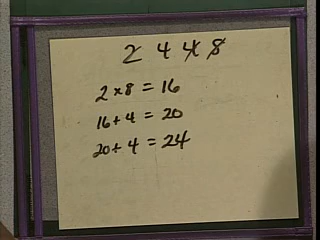 2 4 4 8
2 x 8 = 16
16 + 4 = 20
20 + 4 = 24